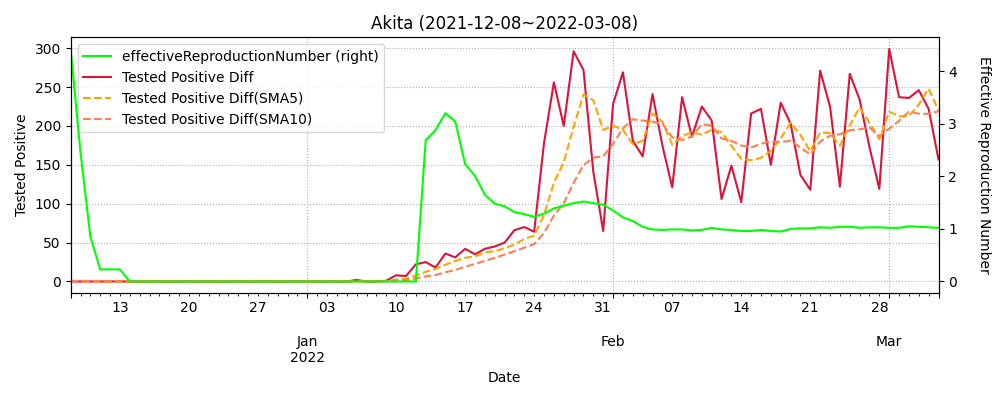 Akita (2021-12-08~2022-03-08)
effectiveReproductionNumber (right)
Tested Positive Diff
Tested Positive Diff(SMA5)
Tested Positive Diff(SMA10)
Tested Positive
300
250
200
150
100
50
0
4
3
2
1
0
Effective Reproduction Number
13 20 27 03 10 17 24 31 07 14 21 28
Jan Feb Mar
2022
Date